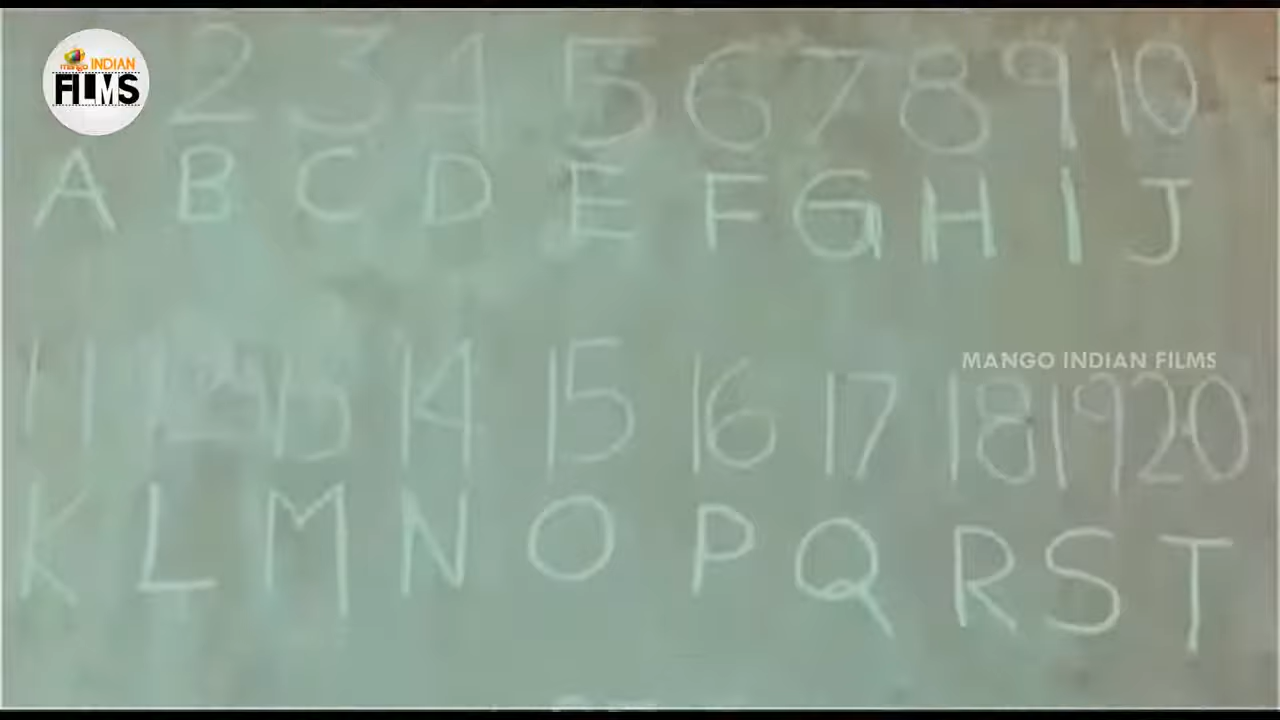 mango INDIAN
FILMS
2 3 4 5 6 7 8 9 10
A B C D E F G H I J
MANGO INDIAN FILMS
11 14 15 16 17 18 19 20
K L M N O P Q R S T